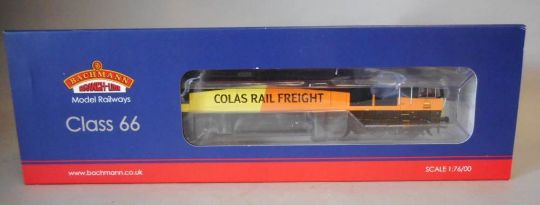 BACHMANN
BRANCH-LINE
Model Railways
Class 66
COLAS RAIL FREIGHT
www.bachmann.co.uk
SCALE 1:76/00